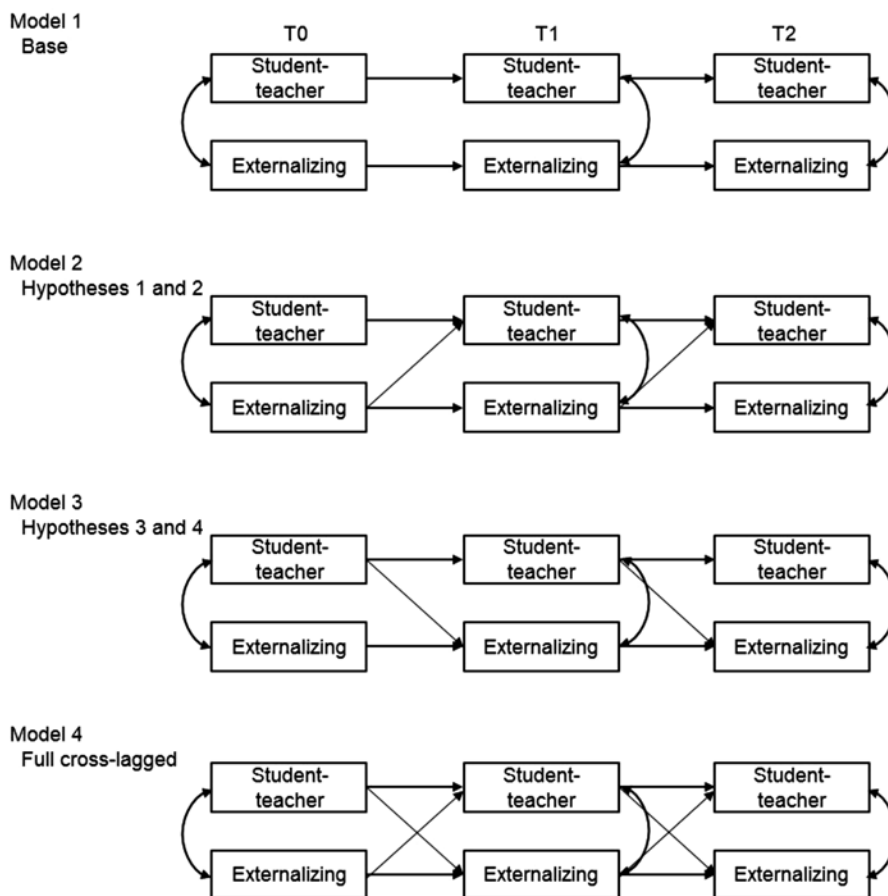 Model 1
Base
T0 T1 T2
Student-
teacher
Student-
teacher
Student-
teacher
Externalizing Externalizing Externalizing
Model 2
Hypotheses 1 and 2
Student-
teacher
Student-
teacher
Student-
teacher
Externalizing Externalizing Externalizing
Model 3
Hypotheses 3 and 4
Student-
teacher
Student-
teacher
Student-
teacher
Externalizing Externalizing Externalizing
Model 4
Full cross-lagged
Student-
teacher
Student-
teacher
Student-
teacher
Externalizing Externalizing Externalizing